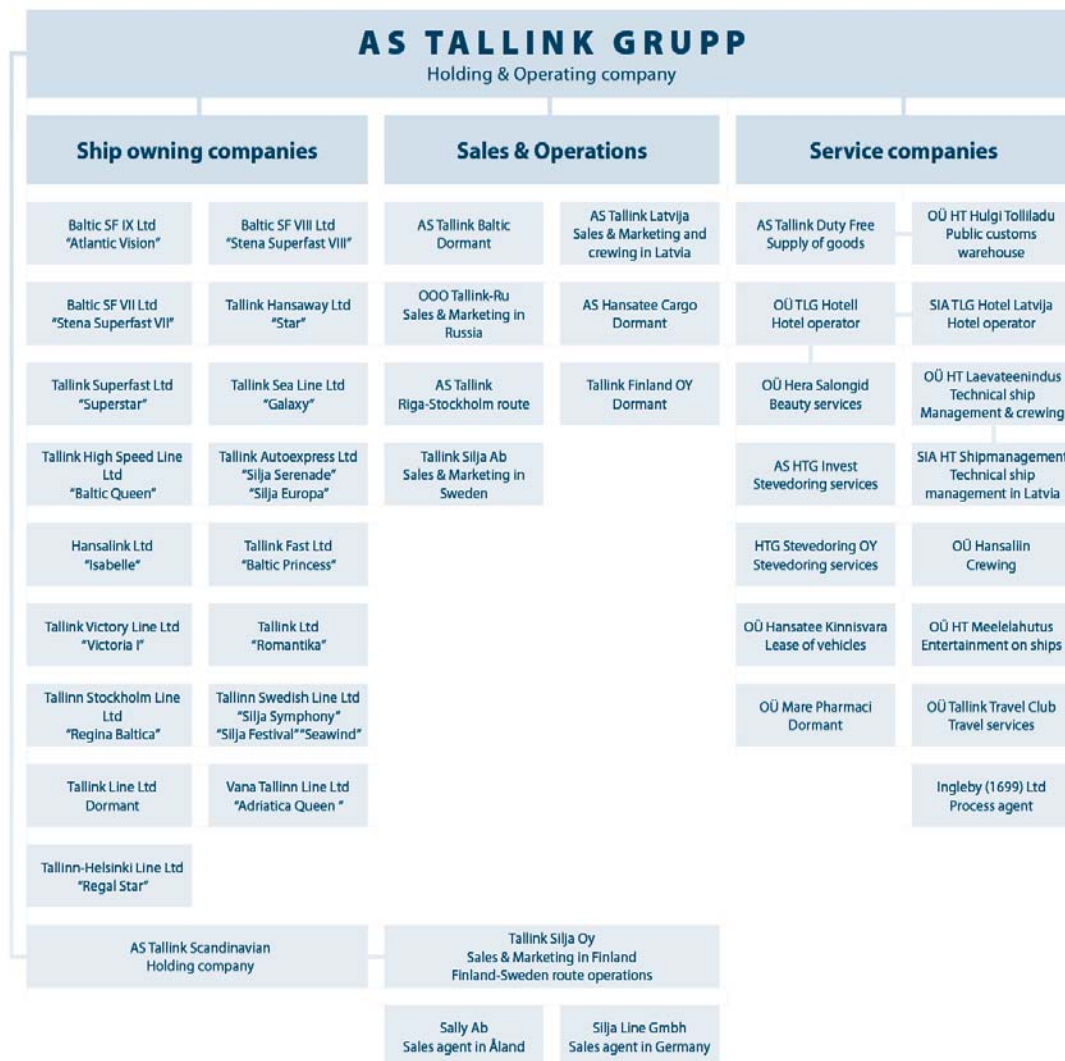 AS TALLINK GRUPP
Holding & Operating company
Ship owning companies
Baltic SF IX Ltd
“Atlantic Vision”
Baltic SF VIII Ltd
“Stena Superfast VIII”
Baltic SF VII Ltd
“Stena Superfast VII”
Tallink Hansaway Ltd
“Star”
Tallink Superfast Ltd
“Superstar”
Tallink Sea Line Ltd
“Galaxy”
Tallink High Speed Line
Ltd
“Baltic Queen”
Tallink Autoexpress Ltd
“Silja Serenade”
“Silja Europa”
Hansalink Ltd
“Isabelle”
Tallink Fast Ltd
“Baltic Princess”
Tallink Victory Line Ltd
“Victoria I”
Tallink Ltd
“Romantika”
Tallinn Stockholm Line
Ltd
“Regina Baltica”
Tallinn Swedish Line Ltd
“Silja Symphony”
“Silja Festival” “Seawind”
Tallink Line Ltd
Dormant
Vana Tallinn Line Ltd
“Adriatica Queen ”
Tallinn-Helsinki Line Ltd
“Regal Star”
Sales & Operations
AS Tallink Baltic
Dormant
AS Tallink Latvija
Sales & Marketing and
crewing in Latvia
OOO Tallink-Ru
Sales & Marketing in
Russia
AS Hansatee Cargo
Dormant
AS Tallink
Riga-Stockholm route
Tallink Finland OY
Dormant
Tallink Silja Ab
Sales & Marketing in
Sweden
Service companies
AS Tallink Duty Free
Supply of goods
OÜ HT Hulgi Tolliladu
Public customs
warehouse
OÜ TLG Hotell
Hotel operator
SIA TLG Hotel Latvija
Hotel operator
OÜ Hera Salongid
Beauty services
OÜ HT Laevateenindus
Technical ship
Management & crewing
AS HTG Invest
Stevedoring services
SIA HT Shipmanagement
Technical ship
management in Latvia
HTG Stevedoring OY
Stevedoring services
OÜ Hansaliin
Crewing
OÜ Hansatee Kinnisvara
Lease of vehicles
OÜ HT Meelelahutus
Entertainment on ships
OÜ Mare Pharmaci
Dormant
OÜ Tallink Travel Club
Travel services
Ingleby (1699) Ltd
Process agent
AS Tallink Scandinavian
Holding company
Tallink Silja Oy
Sales & Marketing in Finland
Finland-Sweden route operations
Sally Ab
Sales agent in Åland
Silja Line Gmbh
Sales agent in Germany